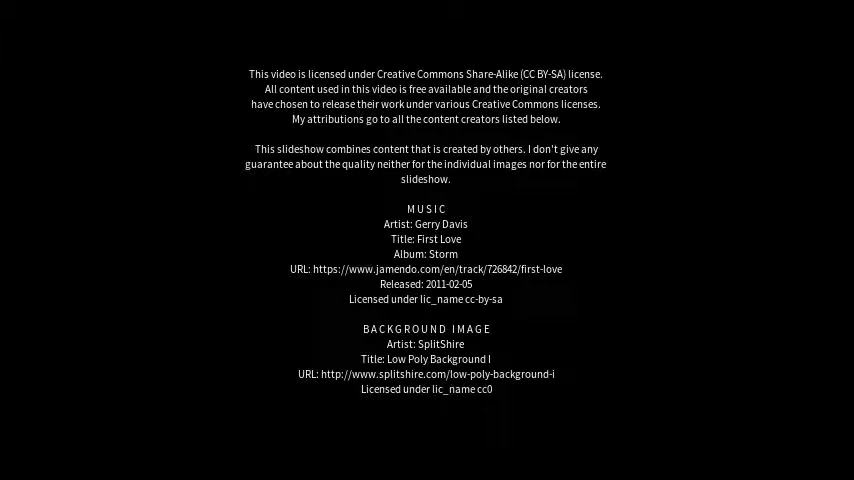 This video is licensed under Creative Commons Share-Alike (CC BY-SA) license.
All content used in this video is free available and the original creators
have chosen to release their work under various Creative Commons licenses.
My attributions go to all the content creators listed below.
This slideshow combines content that is created by others. I don't give any
guarantee about the quality neither for the individual images nor for the entire
slideshow.
MUSIC
Artist: Gerry Davis
Title: First Love
Album: Storm
URL: https://www.jamendo.com/en/track/726842/first-love
Released: 2011-02-05
Licensed under lic_name cc-by-sa
BACKGROUND IMAGE
Artist: SplitShire
Title: Low Poly Background I
URL: http://www.splitshire.com/low-poly-background-i
Licensed under lic_name cc0